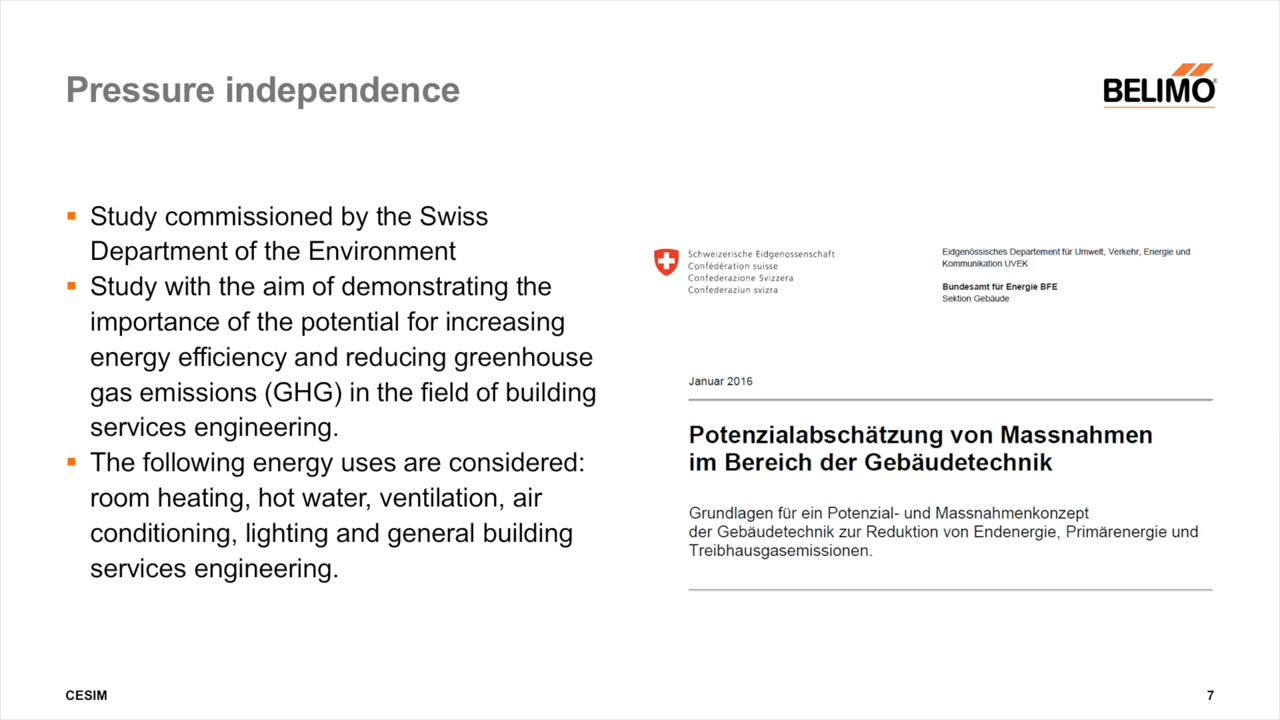 Pressure independence
BELIMO
Study commissioned by the Swiss
Department of the Environment
Study with the aim of demonstrating the
importance of the potential for increasing
energy efficiency and reducing greenhouse
gas emissions (GHG) in the field of building
services engineering.
The following energy uses are considered:
room heating, hot water, ventilation, air
conditioning, lighting and general building
services engineering.
Schweizerische Eidgenossenschaft
Confédération suisse
Confederazione Svizzera
Confederaziun svizra
Eidgenössisches Departement für Umwelt, Verkehr, Energie und
Kommunikation UVEK
Bundesamt für Energie BFE
Sektion Gebäude
Januar 2016
Potenzialabschätzung von Massnahmen
im Bereich der Gebäudetechnik
Grundlagen für ein Potenzial- und Massnahmenkonzept
der Gebäudetechnik zur Reduktion von Endenergie, Primärenergie und
Treibhausgasemissionen.
CESIM
7